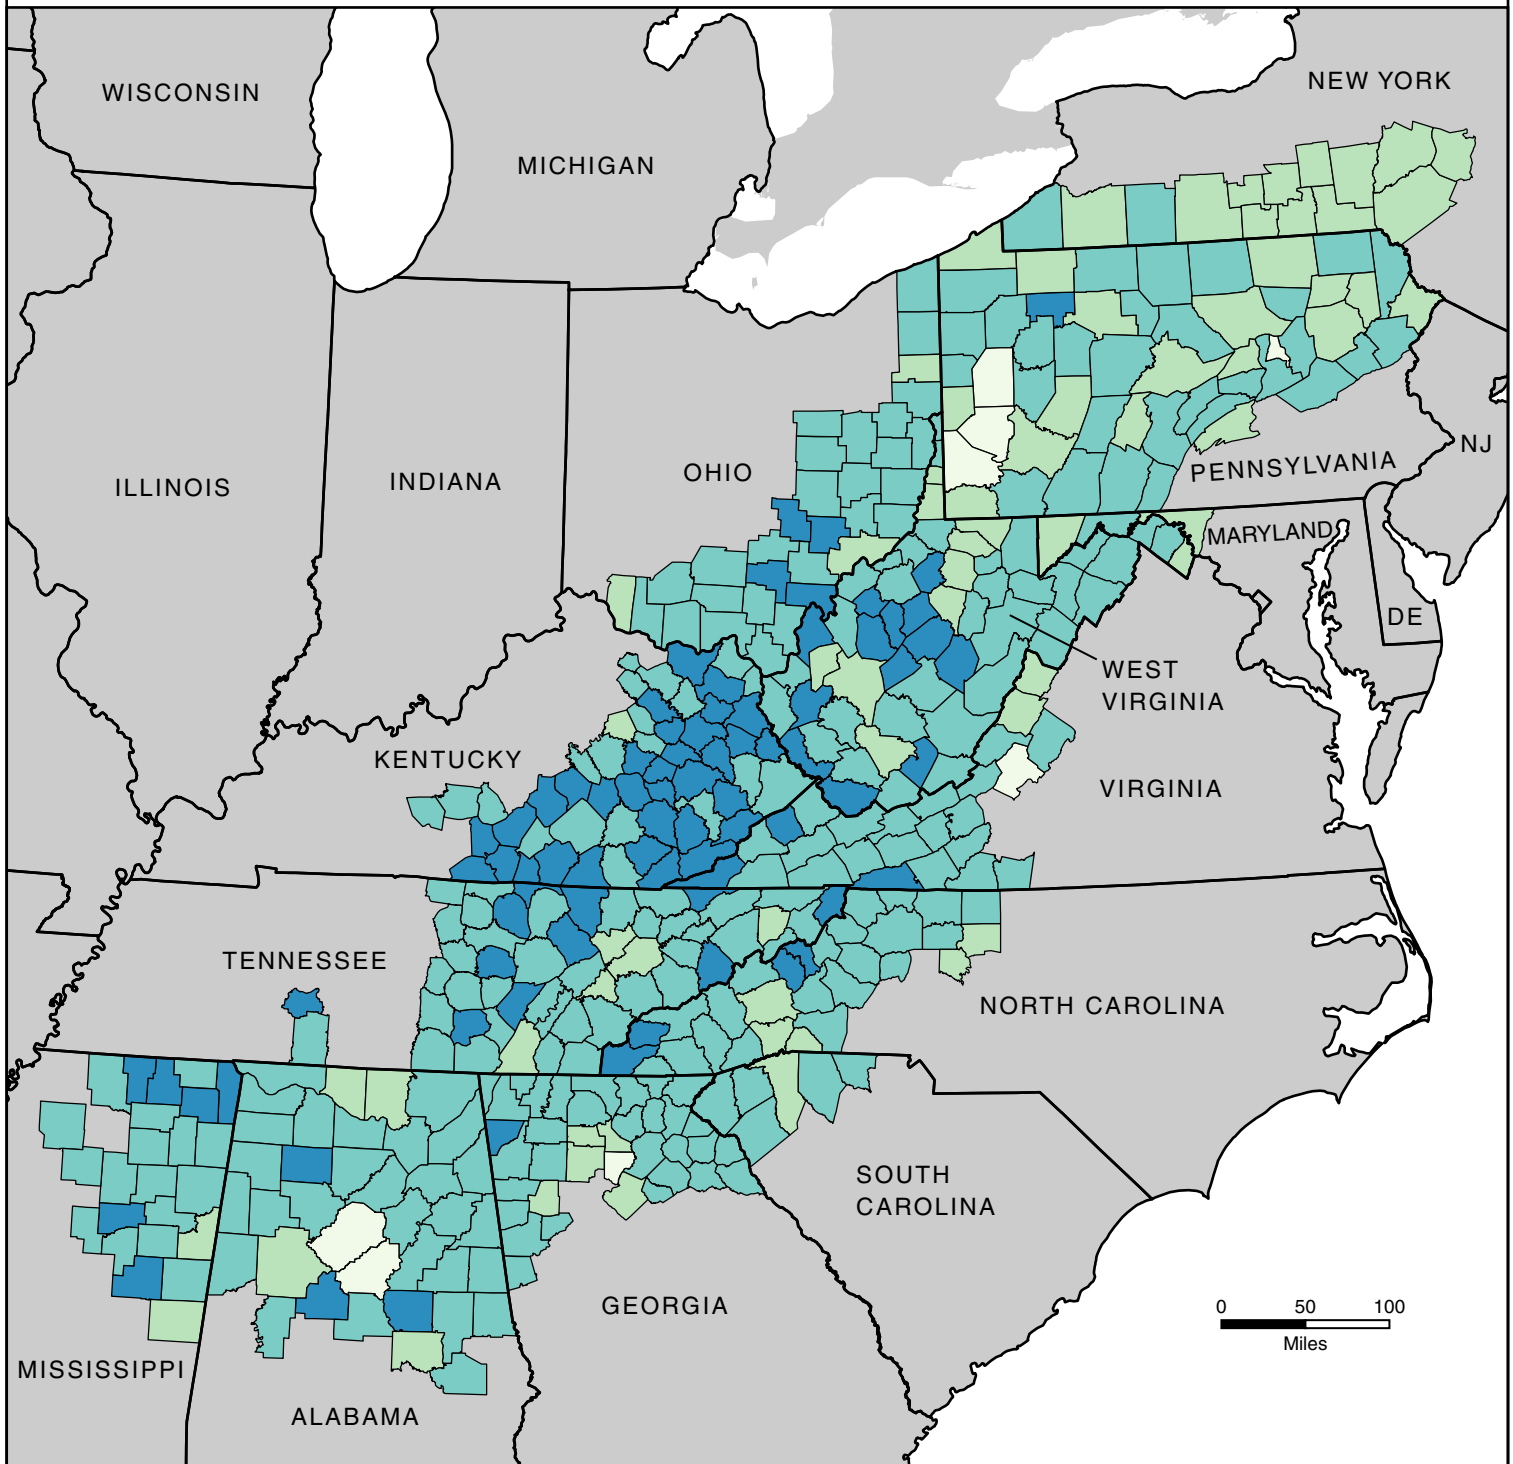 NEW YORK
WISCONSIN
MICHIGAN
NJ
PENNSYLVANIA
OHIO
INDIANA
ILLINOIS
MARYLAND
DE
WEST
VIRGINIA
KENTUCKY
VIRGINIA
TENNESSEE
NORTH CAROLINA
SOUTH
CAROLINA
GEORGIA
0 50 100
Miles
MISSISSIPPI
ALABAMA